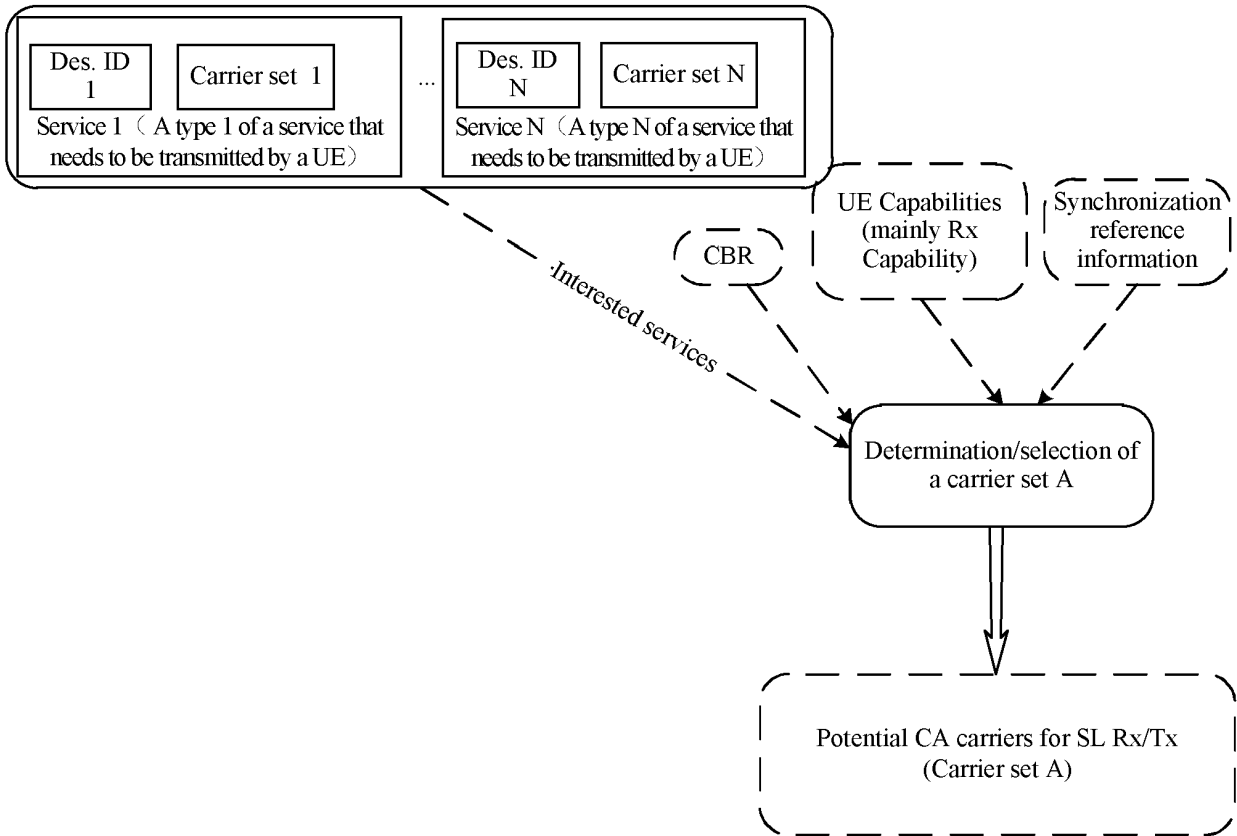 Des. ID
1
Carrier set 1
Service 1（ A type 1 of a service that
needs to be transmitted by a UE）
...
Des. ID
N
Carrier set N
Service N（A type N of a service that
needs to be transmitted by a UE）
Interested services
CBR
UE Capabilities
(mainly Rx
Capability)
Synchronization
reference
information
Determination/selection of
a carrier set A
Potential CA carriers for SL Rx/Tx
(Carrier set A)